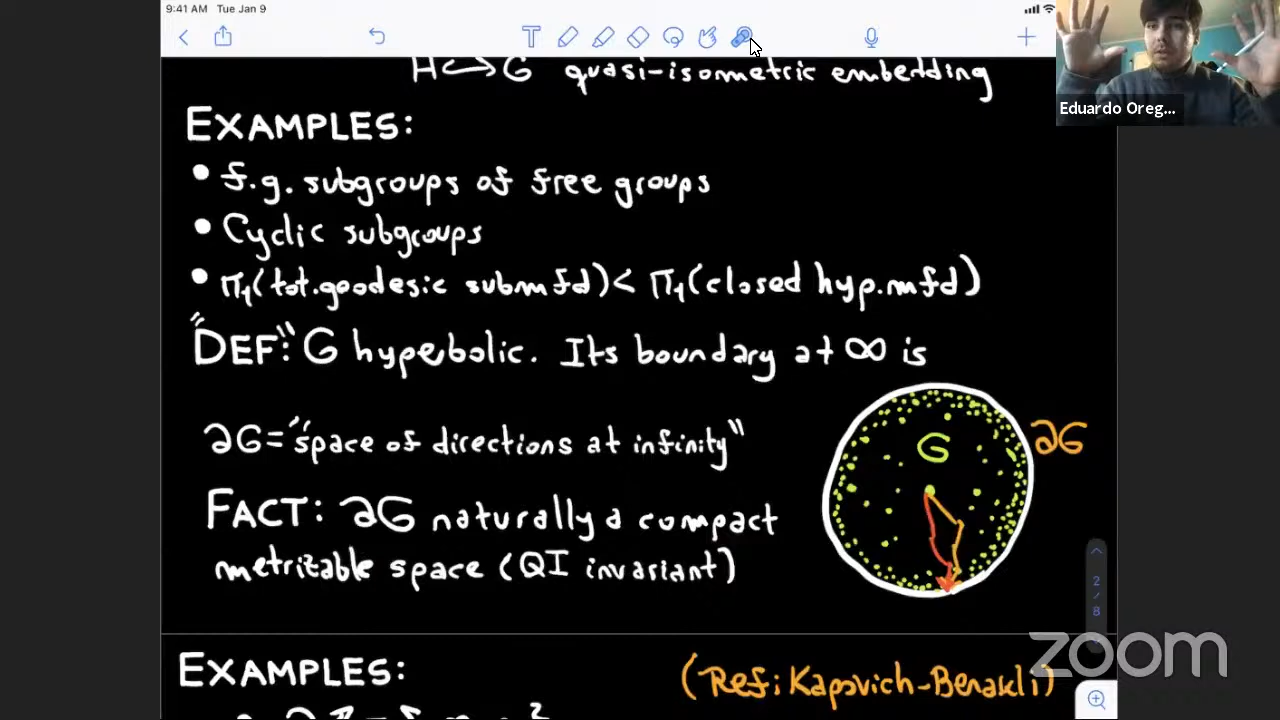 9:41 AM Tue Jan 9
H↪G quasi-isometric embedding
EXAMPLES:
• f.g. subgroups of free groups
• Cyclic subgroups
• π₁(tot.geodesic submfd) < π₁(closed hyp.mfd)
"DEF:" G hyperbolic. Its boundary at ∞ is
∂G = "space of directions at infinity"
G
∂G
FACT: ∂G naturally a compact
metrizable space (QI invariant)
EXAMPLES:
(Ref: Kapovich-Benakli)
Eduardo Oreg...
2/8
zoom